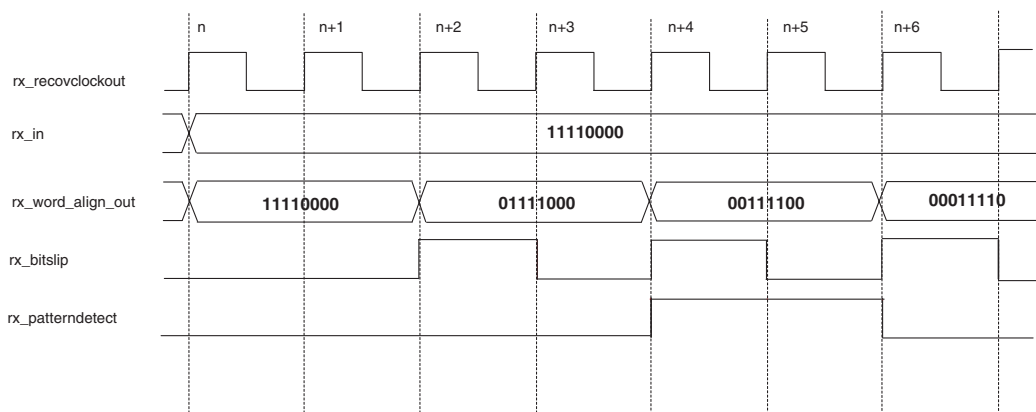 n n+1 n+2 n+3 n+4 n+5 n+6
rx_recovclockout
rx_in 11110000
rx_word_align_out 11110000 01111000 00111100 00011110
rx_bitslip
rx_patterndetect